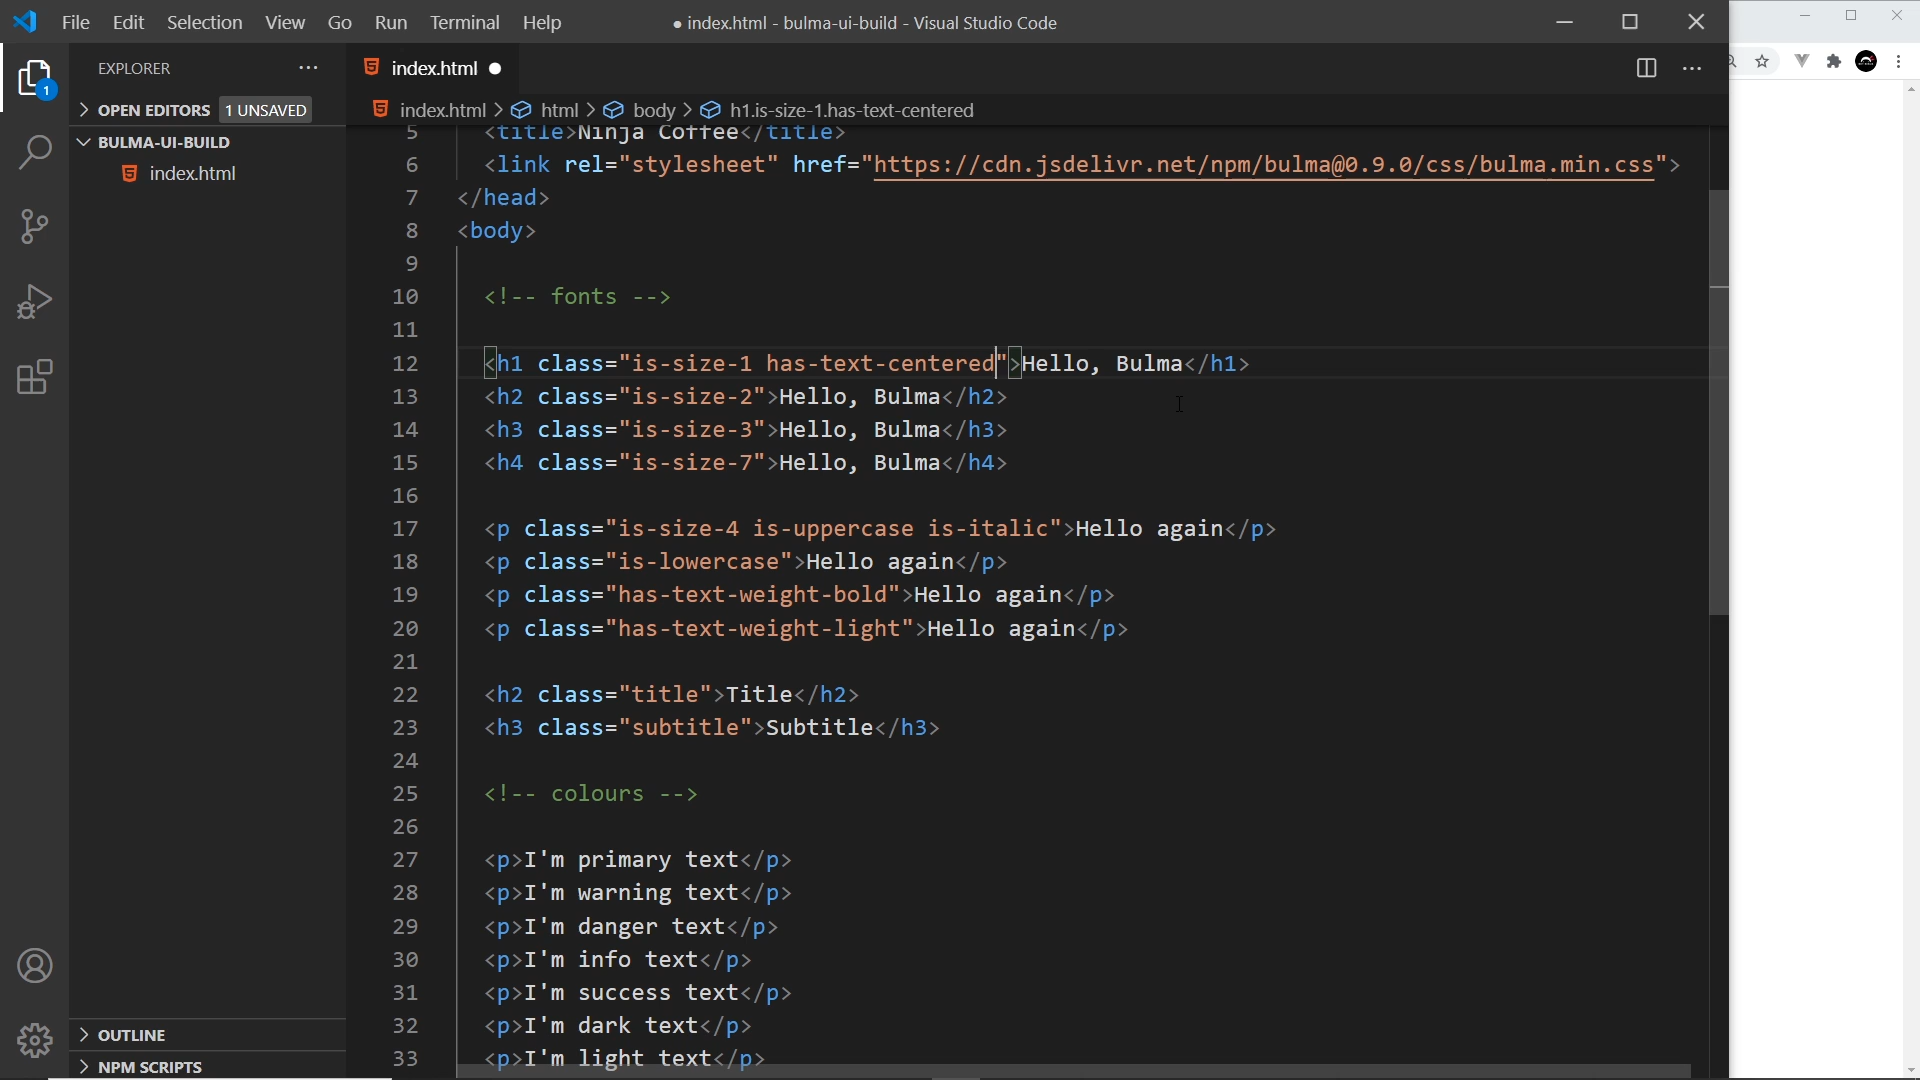 File Edit Selection View Go Run Terminal Help
● index.html - bulma-ui-build - Visual Studio Code
EXPLORER
OPEN EDITORS 1 UNSAVED
BULMA-UI-BUILD
index.html
OUTLINE
NPM SCRIPTS
1
index.html ●
index.html > html > body > h1.is-size-1.has-text-centered
5 <title>Ninja Coffee</title>
6 <link rel="stylesheet" href="https://cdn.jsdelivr.net/npm/bulma@0.9.0/css/bulma.min.css">
7 </head>
8 <body>
9
10 <!-- fonts -->
11
12 <h1 class="is-size-1 has-text-centered">Hello, Bulma</h1>
13 <h2 class="is-size-2">Hello, Bulma</h2>
14 <h3 class="is-size-3">Hello, Bulma</h3>
15 <h4 class="is-size-7">Hello, Bulma</h4>
16
17 <p class="is-size-4 is-uppercase is-italic">Hello again</p>
18 <p class="is-lowercase">Hello again</p>
19 <p class="has-text-weight-bold">Hello again</p>
20 <p class="has-text-weight-light">Hello again</p>
21
22 <h2 class="title">Title</h2>
23 <h3 class="subtitle">Subtitle</h3>
24
25 <!-- colours -->
26
27 <p>I'm primary text</p>
28 <p>I'm warning text</p>
29 <p>I'm danger text</p>
30 <p>I'm info text</p>
31 <p>I'm success text</p>
32 <p>I'm dark text</p>
33 <p>I'm light text</p>